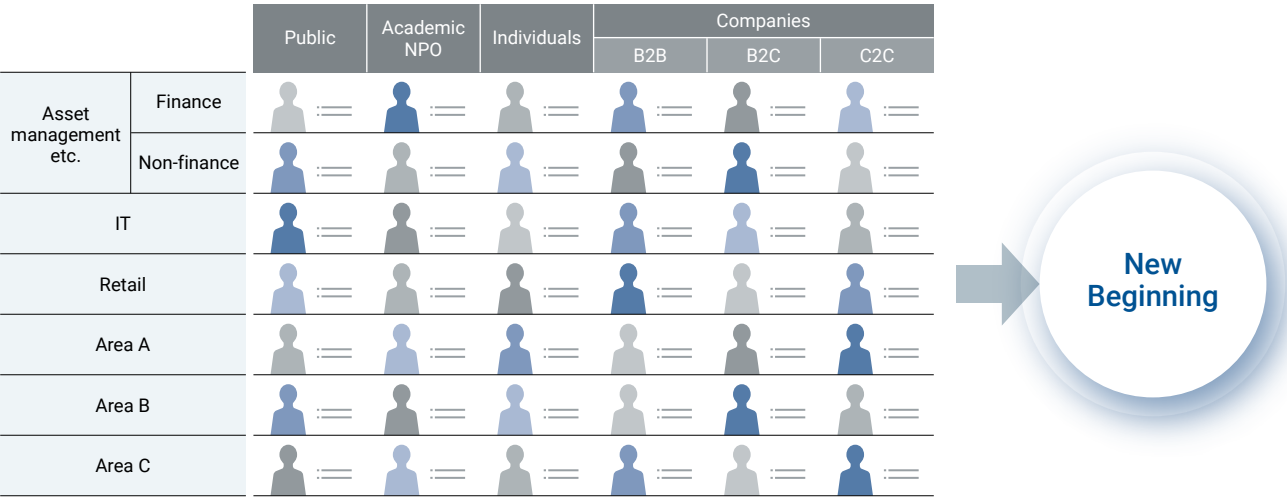 Public
Academic
NPO
Individuals
Companies
B2B
B2C
C2C
Asset
management
etc.
Finance
Non-finance
IT
Retail
Area A
Area B
Area C
New
Beginning